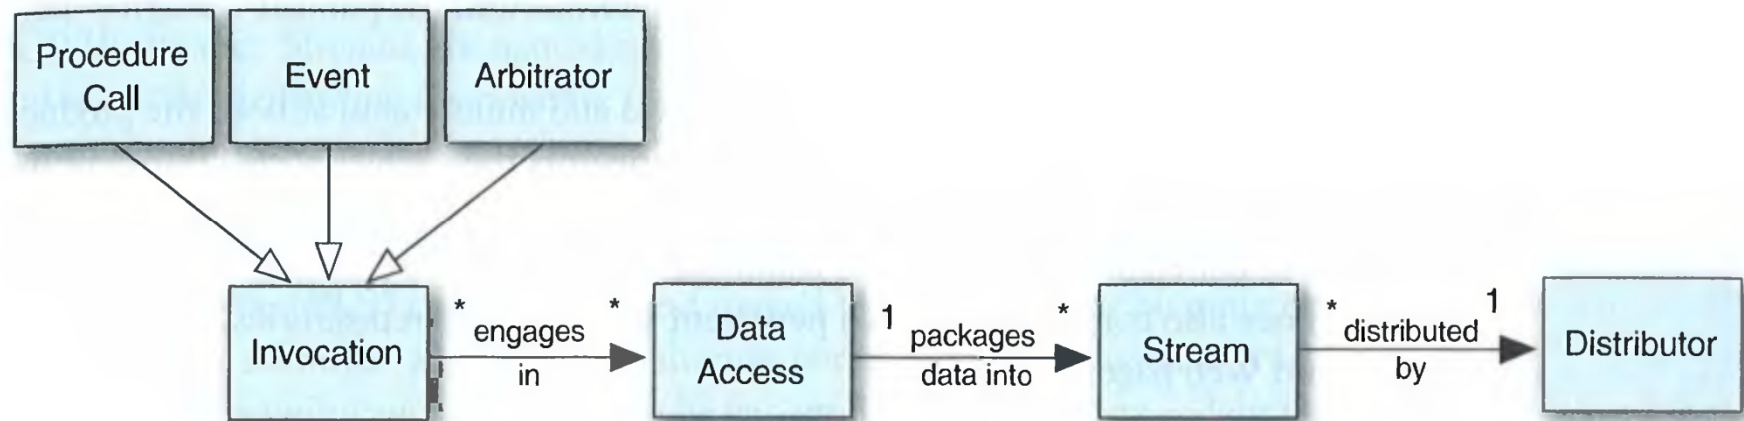 Procedure
Call
Event
Arbitrator
Invocation
* engages *
in
Data
Access
1 packages *
data into
Stream
* distributed 1
by
Distributor